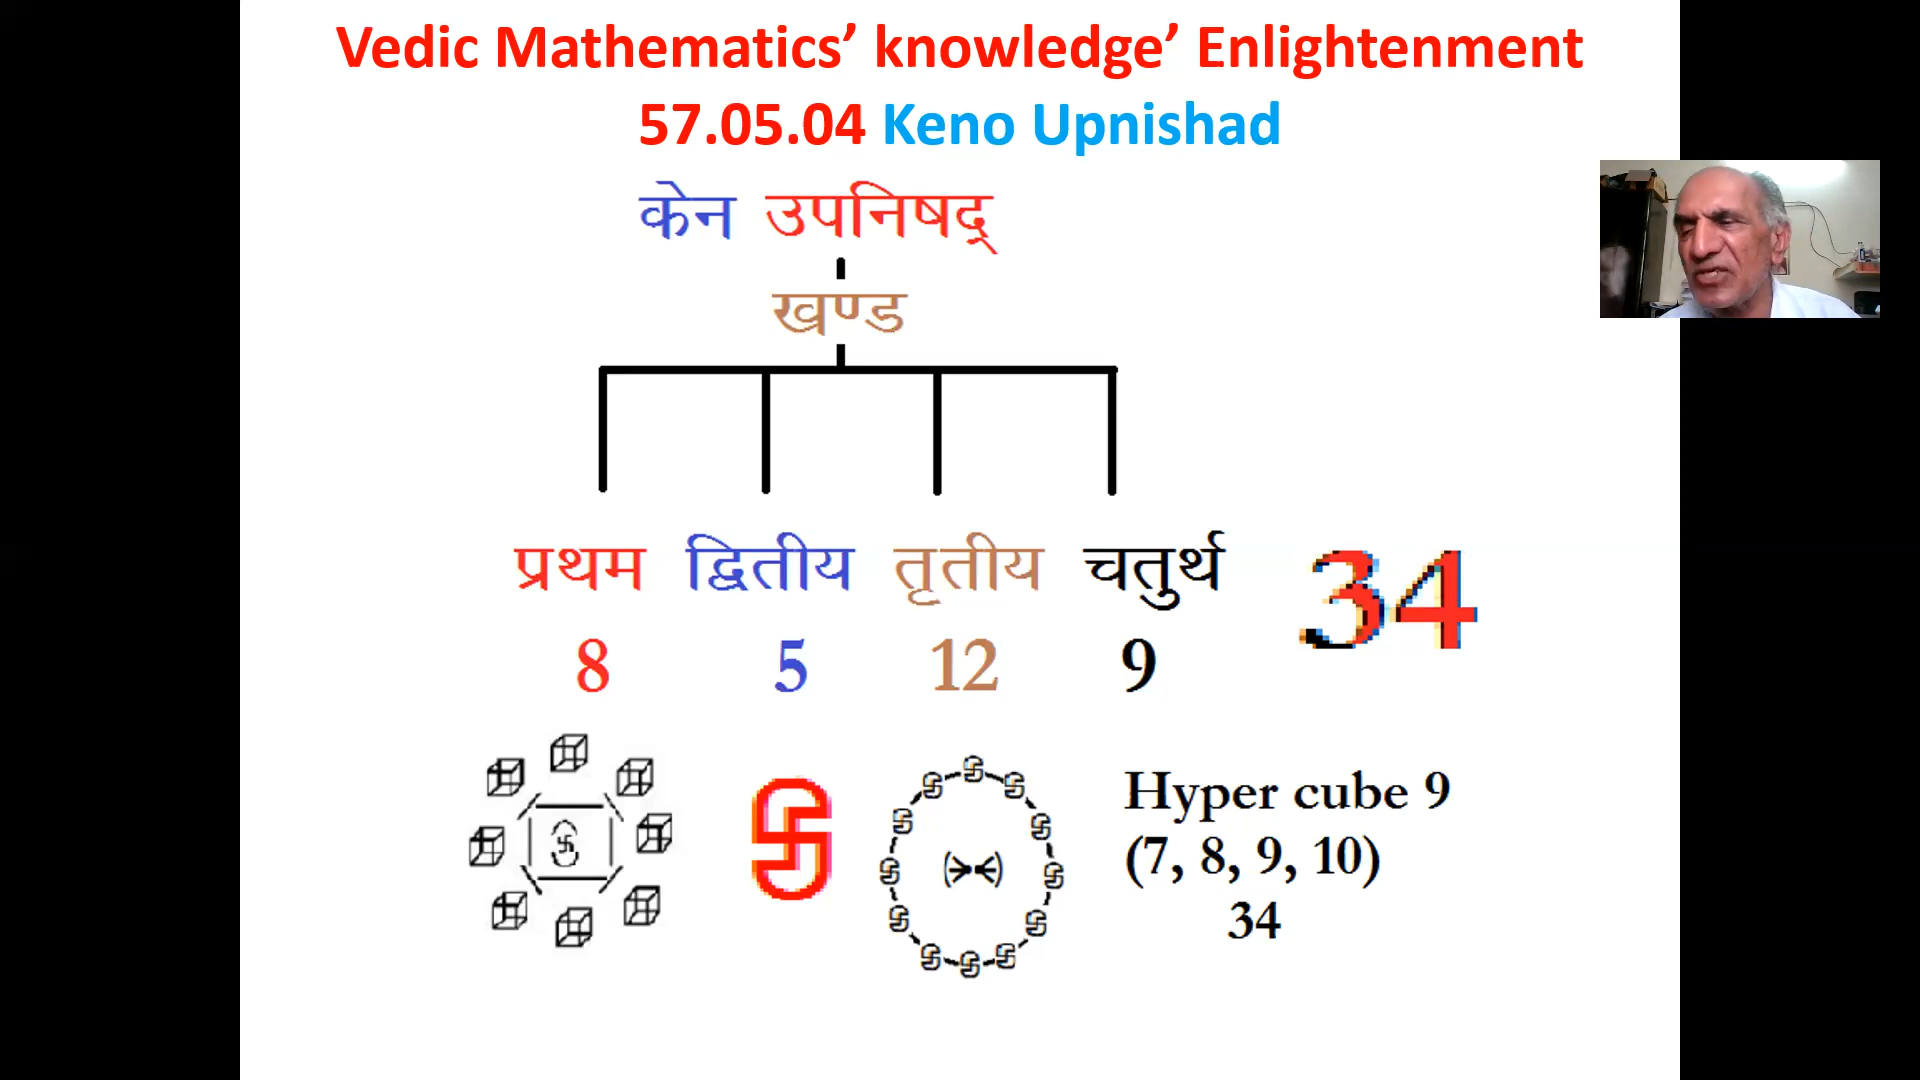 Vedic Mathematics’ knowledge’ Enlightenment
57.05.04 Keno Upnishad
केन उपनिषद्
खण्ड
प्रथम द्वितीय तृतीय चतुर्थ 34
8 5 12 9
Hyper cube 9
(7, 8, 9, 10)
34